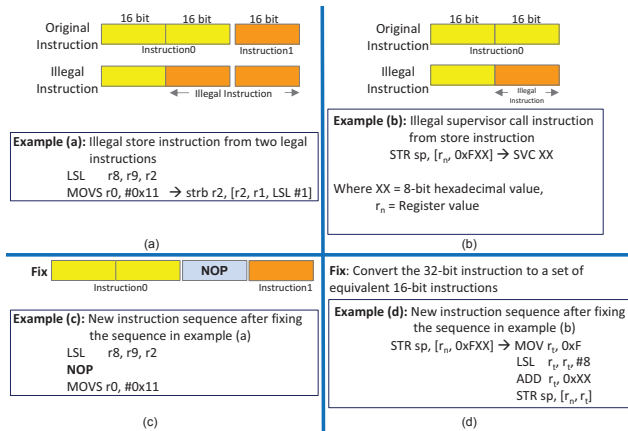 16 bit 16 bit 16 bit
Original
Instruction
Instruction0 Instruction1
Illegal
Instruction
Illegal Instruction
Example (a): Illegal store instruction from two legal
instructions
LSL r8, r9, r2
MOVS r0, #0x11 → strb r2, [r2, r1, LSL #1]
(a)
16 bit 16 bit
Original
Instruction
Instruction0
Illegal
Instruction
Illegal
Instruction
Example (b): Illegal supervisor call instruction
from store instruction
STR sp, [rn, 0xFXX] → SVC XX
Where XX = 8-bit hexadecimal value,
rn = Register value
(b)
Fix NOP
Instruction0 Instruction1
Example (c): New instruction sequence after fixing
the sequence in example (a)
LSL r8, r9, r2
NOP
MOVS r0, #0x11
(c)
Fix: Convert the 32-bit instruction to a set of
equivalent 16-bit instructions
Example (d): New instruction sequence after fixing
the sequence in example (b)
STR sp, [rn, 0xFXX] → MOV rt, 0xF
LSL rt, rt, #8
ADD rt, 0xXX
STR sp, [rn, rt]
(d)